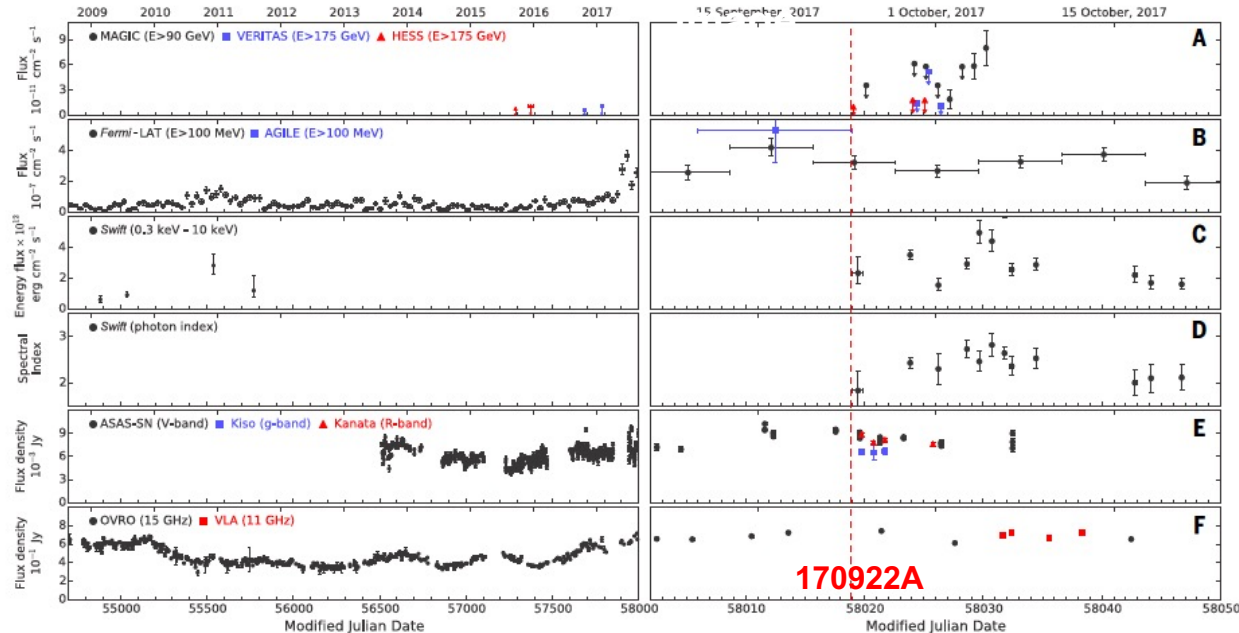 2009 2010 2011 2012 2013 2014 2015 2016 2017
15 September, 2017 1 October, 2017 15 October, 2017
Flux
10⁻¹¹ cm⁻² s⁻¹
9
6
3
0
MAGIC (E>90 GeV) VERITAS (E>175 GeV) HESS (E>175 GeV)
A
Flux
10⁻⁷ cm⁻² s⁻¹
4
2
0
Fermi-LAT (E>100 MeV) AGILE (E>100 MeV)
B
Energy flux × 10¹³
erg cm⁻² s⁻¹
4
2
0
Swift (0.3 keV – 10 keV)
C
Spectral
Index
3
2
Swift (photon index)
D
Flux density
10⁻³ Jy
9
6
3
0
ASAS-SN (V-band) Kiso (g-band) Kanata (R-band)
E
Flux density
10⁻¹ Jy
8
6
4
2
0
OVRO (15 GHz) VLA (11 GHz)
F
170922A
55000 55500 56000 56500 57000 57500 58000
58010 58020 58030 58040 58050
Modified Julian Date Modified Julian Date